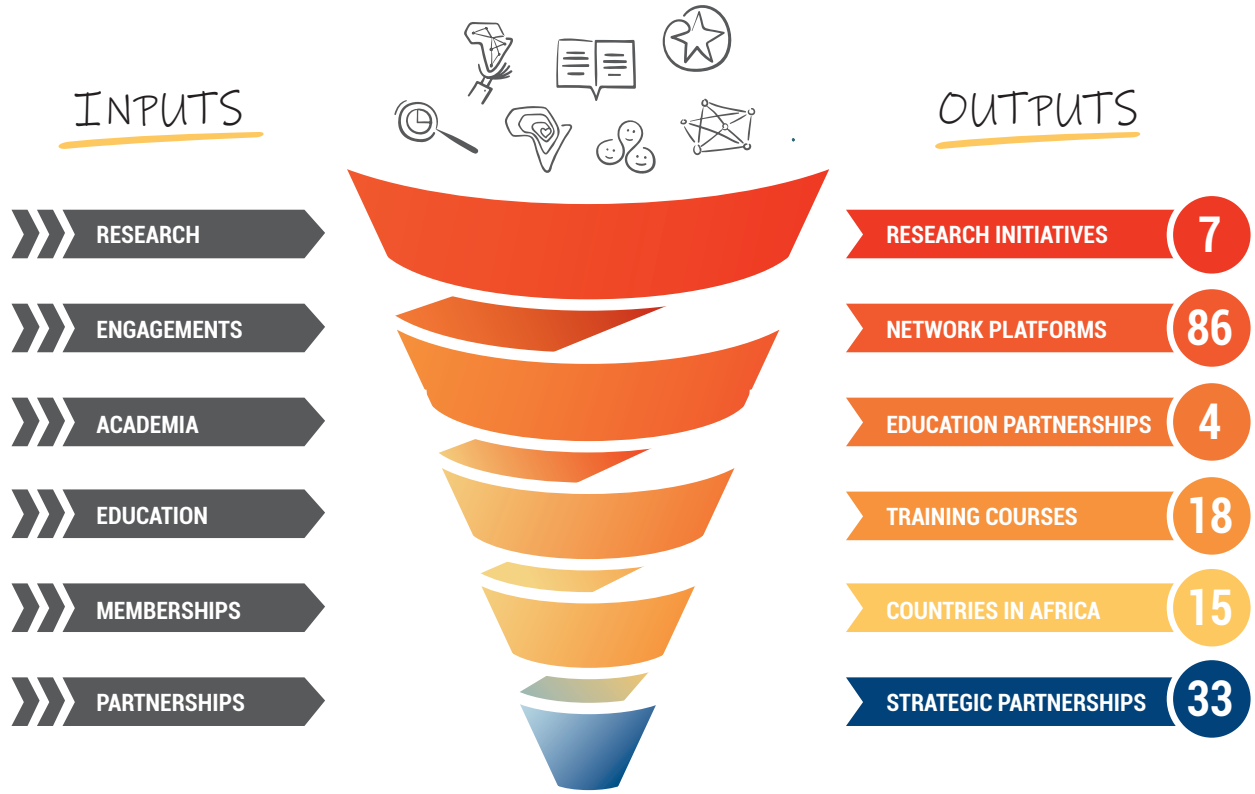 INPUTS
OUTPUTS
RESEARCH
RESEARCH INITIATIVES 7
ENGAGEMENTS
NETWORK PLATFORMS 86
ACADEMIA
EDUCATION PARTNERSHIPS 4
EDUCATION
TRAINING COURSES 18
MEMBERSHIPS
COUNTRIES IN AFRICA 15
PARTNERSHIPS
STRATEGIC PARTNERSHIPS 33